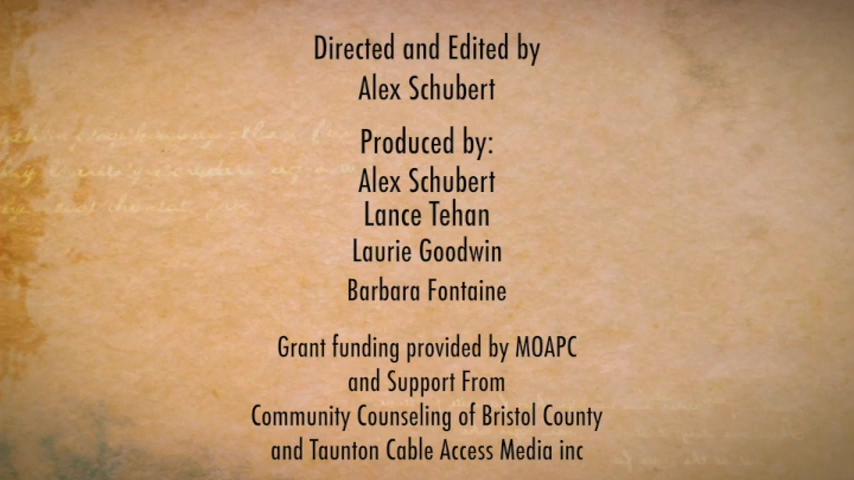 Directed and Edited by
Alex Schubert
Produced by:
Alex Schubert
Lance Tehan
Laurie Goodwin
Barbara Fontaine
Grant funding provided by MOAPC
and Support From
Community Counseling of Bristol County
and Taunton Cable Access Media inc